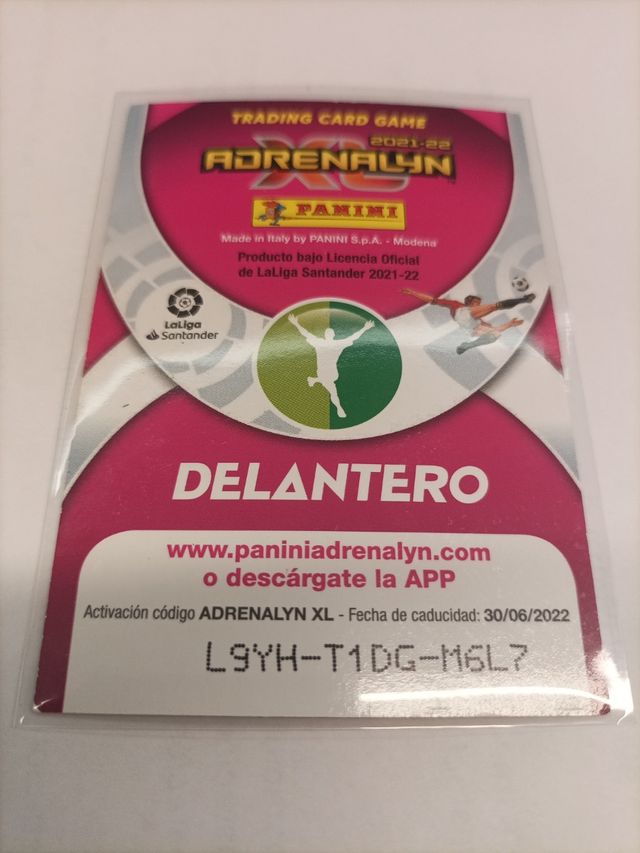 TRADING CARD GAME
2021-22
ADRENALYN
XL
PANINI
Made in Italy by PANINI S.p.A. - Modena
Producto bajo Licencia Oficial
de LaLiga Santander 2021-22
LaLiga
Santander
DELANTERO
www.paniniadrenalyn.com
o descárgate la APP
Activación código ADRENALYN XL - Fecha de caducidad: 30/06/2022
L9YH-T1DG-M6L7